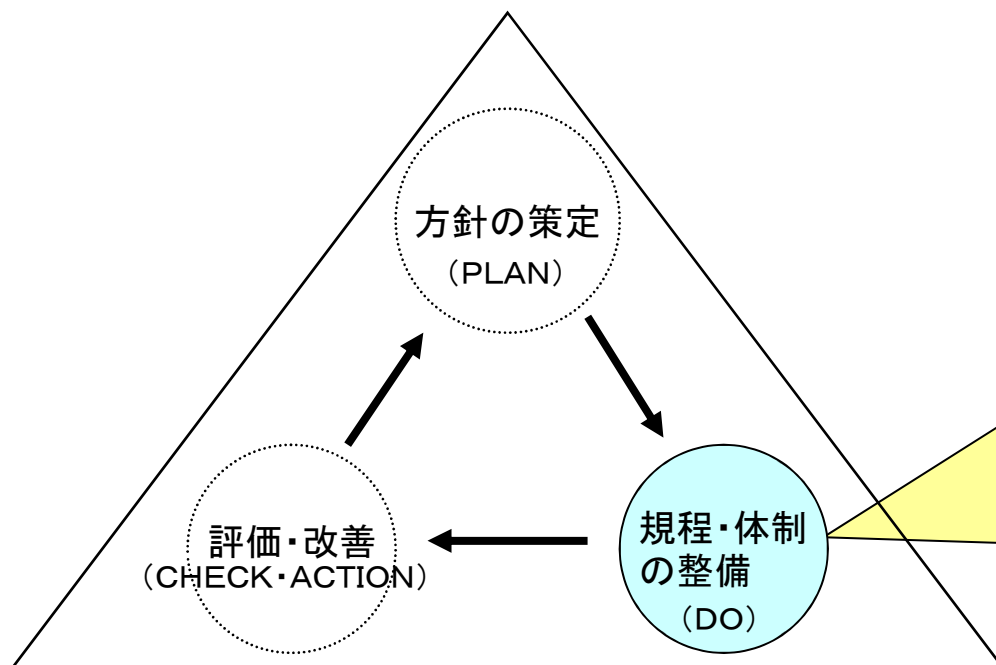 方針の策定
（PLAN）
評価・改善
（CHECK・ACTION）
規程・体制
の整備
（DO）